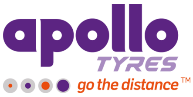 apollo
TYRES
go the distance™